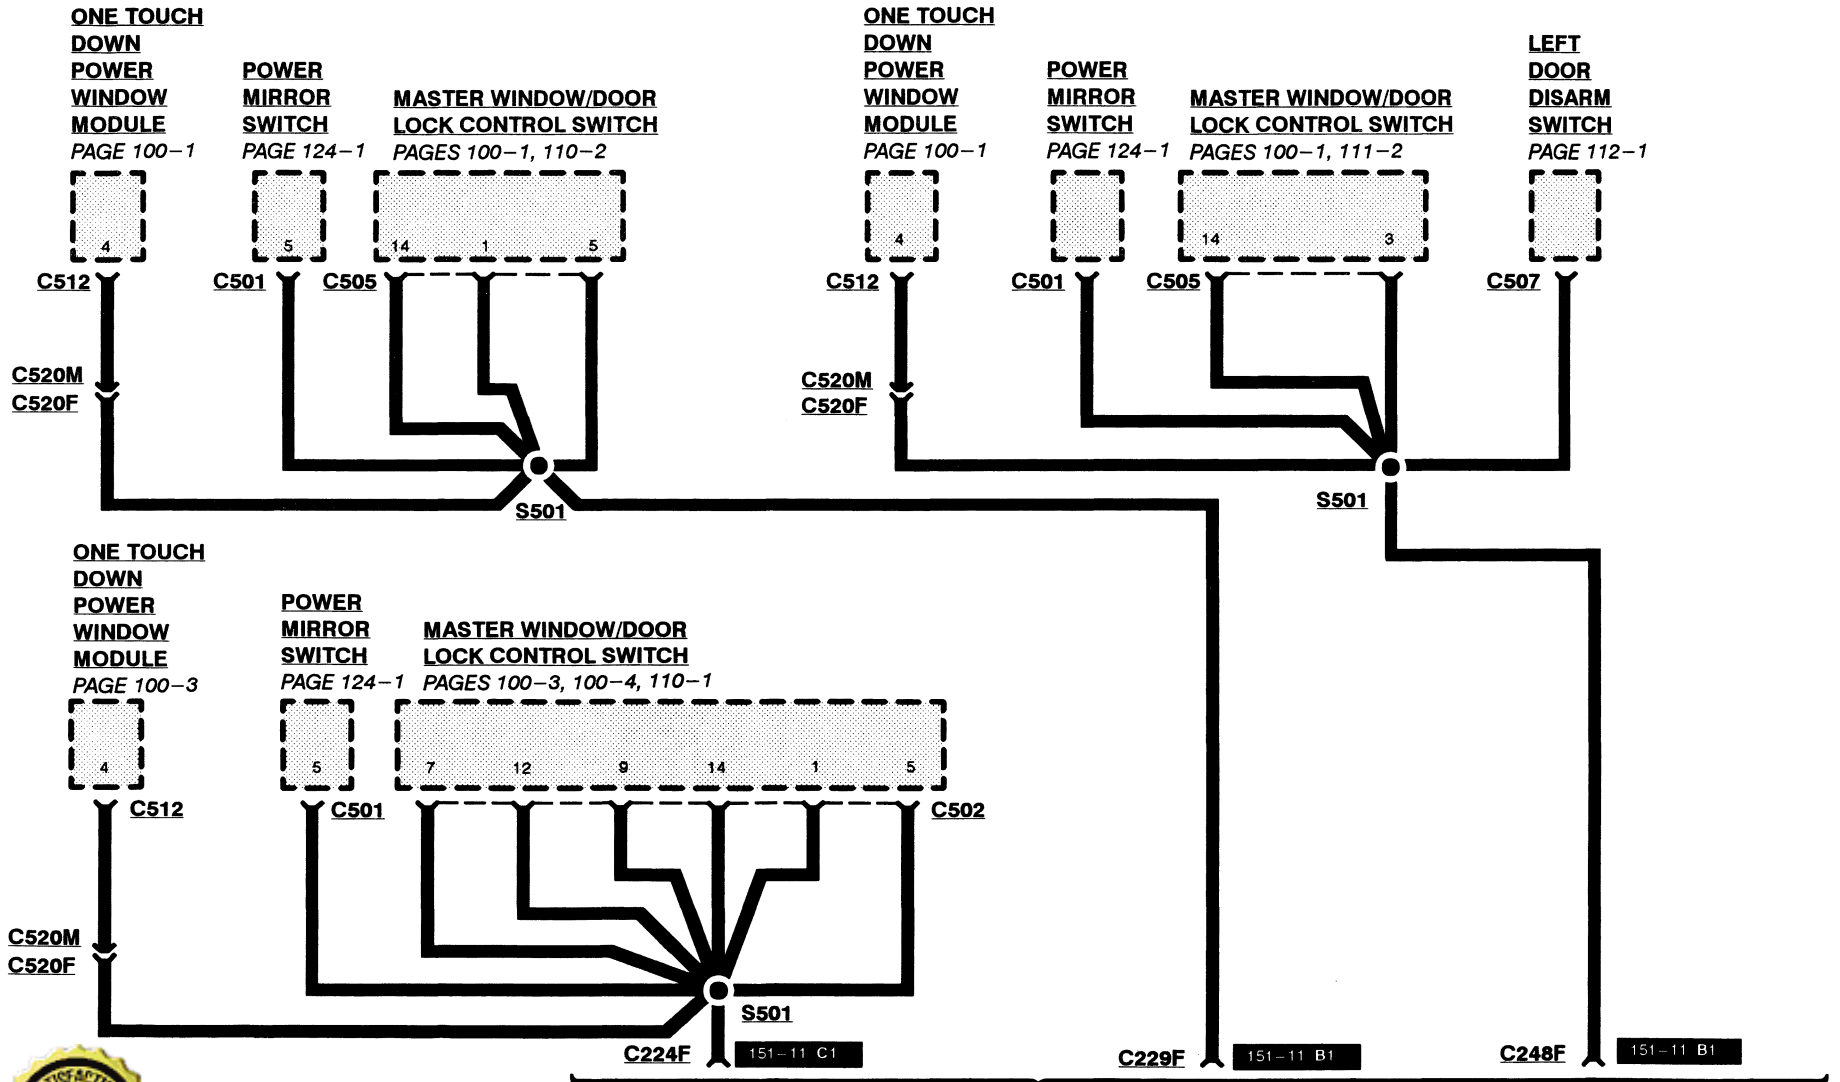 ONE TOUCH
DOWN
POWER
WINDOW
MODULE
PAGE 100-1
POWER
MIRROR
SWITCH
PAGE 124-1
MASTER WINDOW/DOOR
LOCK CONTROL SWITCH
PAGES 100-1, 110-2
4
5
14 1 5
C512
C501
C505
C520M
C520F
S501
ONE TOUCH
DOWN
POWER
WINDOW
MODULE
PAGE 100-1
POWER
MIRROR
SWITCH
PAGE 124-1
MASTER WINDOW/DOOR
LOCK CONTROL SWITCH
PAGES 100-1, 111-2
LEFT
DOOR
DISARM
SWITCH
PAGE 112-1
4
5
14 3
C512
C501
C505
C507
C520M
C520F
S501
ONE TOUCH
DOWN
POWER
WINDOW
MODULE
PAGE 100-3
POWER
MIRROR
SWITCH
PAGE 124-1
MASTER WINDOW/DOOR
LOCK CONTROL SWITCH
PAGES 100-3, 100-4, 110-1
4
5
7 12 9 14 1 5
C512
C501
C502
C520M
C520F
S501
C224F
151-11 C1
C229F
151-11 B1
C248F
151-11 B1